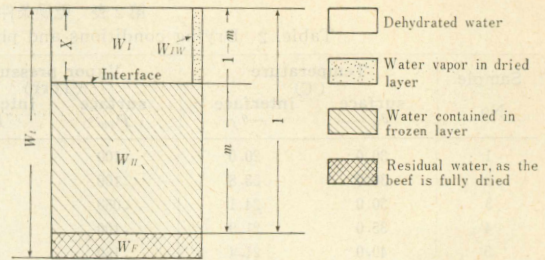 X
W_I
W_IW
1-m
Interface
W_t
W_II
m
1
W_F
Dehydrated water
Water vapor in dried
layer
Water contained in
frozen layer
Residual water, as the
beef is fully dried